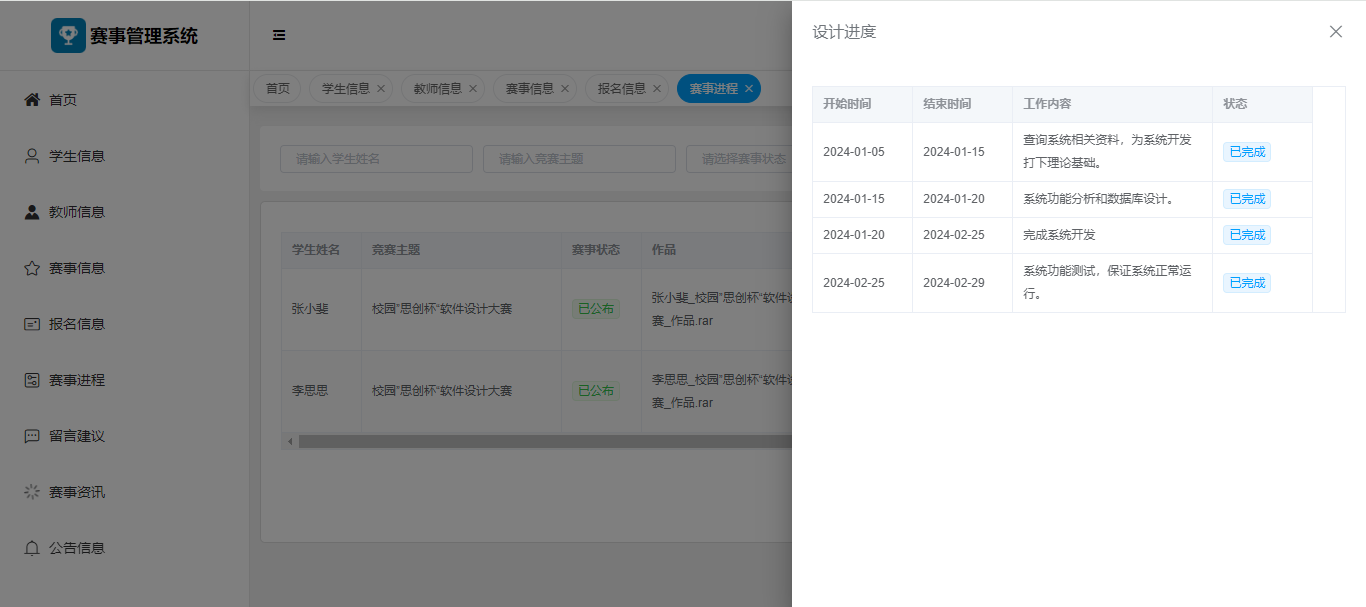 赛事管理系统
首页
学生信息
教师信息
赛事信息
报名信息
赛事进程
留言建议
赛事资讯
公告信息
首页 学生信息 教师信息 赛事信息 报名信息 赛事进程
请输入学生姓名 请输入竞赛主题 请选择赛事状态
学生姓名 竞赛主题 赛事状态 作品
张小斐 校园”思创杯“软件设计大赛 已公布 张小斐_校园”思创杯“软件设
赛_作品.rar
李思思 校园”思创杯“软件设计大赛 已公布 李思思_校园”思创杯“软件设
赛_作品.rar
设计进度
开始时间 结束时间 工作内容 状态
2024-01-05 2024-01-15 查询系统相关资料，为系统开发
打下理论基础。 已完成
2024-01-15 2024-01-20 系统功能分析和数据库设计。 已完成
2024-01-20 2024-02-25 完成系统开发 已完成
2024-02-25 2024-02-29 系统功能测试，保证系统正常运
行。 已完成